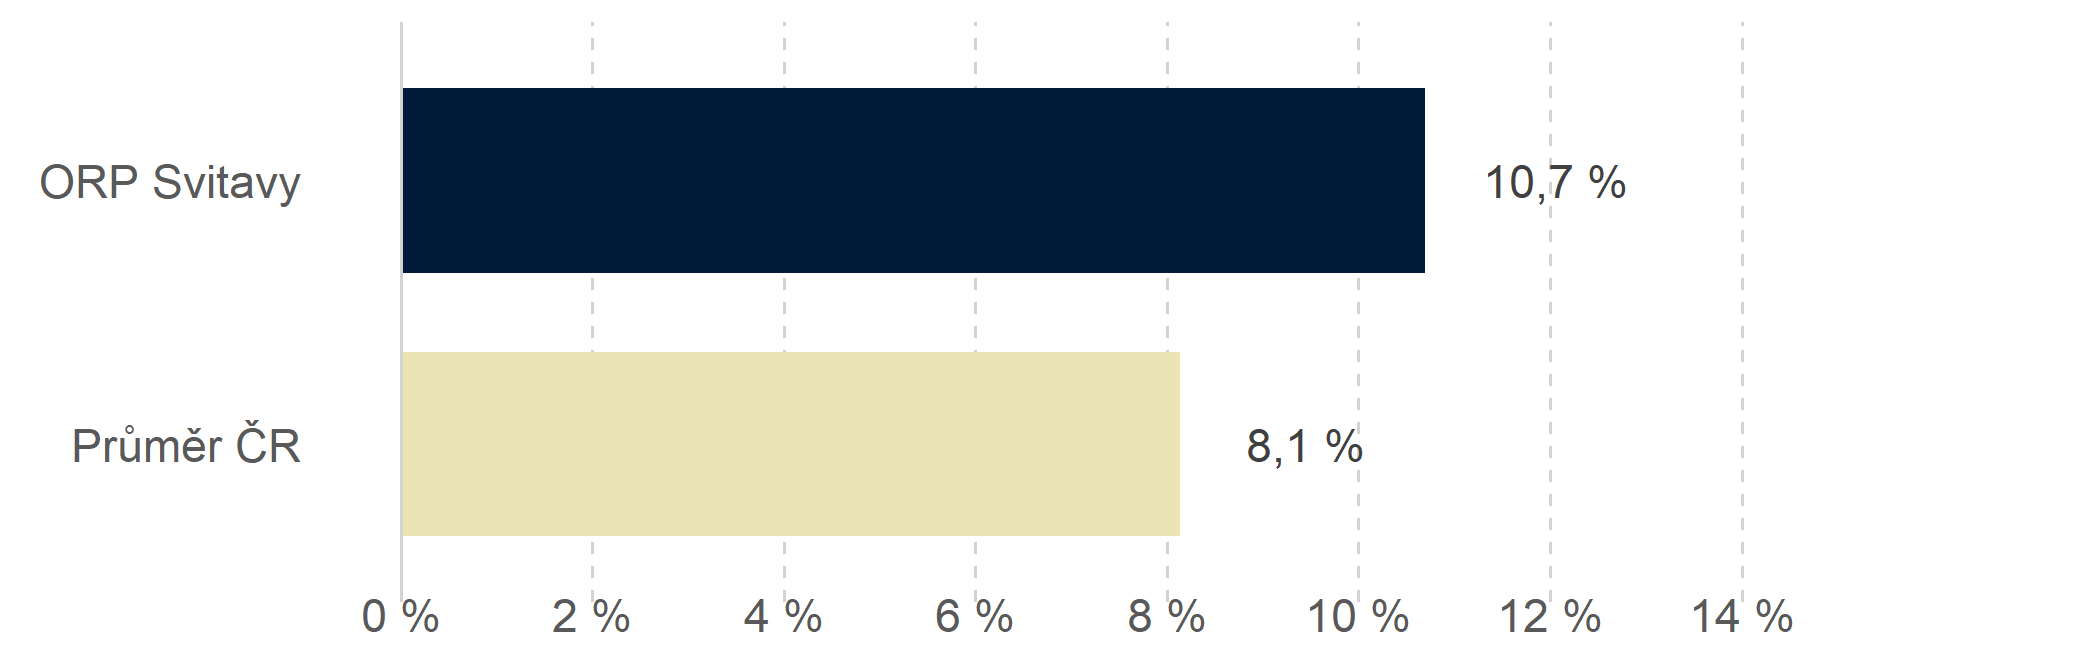 ORP Svitavy
10,7 %
Průměr ČR
8,1 %
0 % 2 % 4 % 6 % 8 % 10 % 12 % 14 %